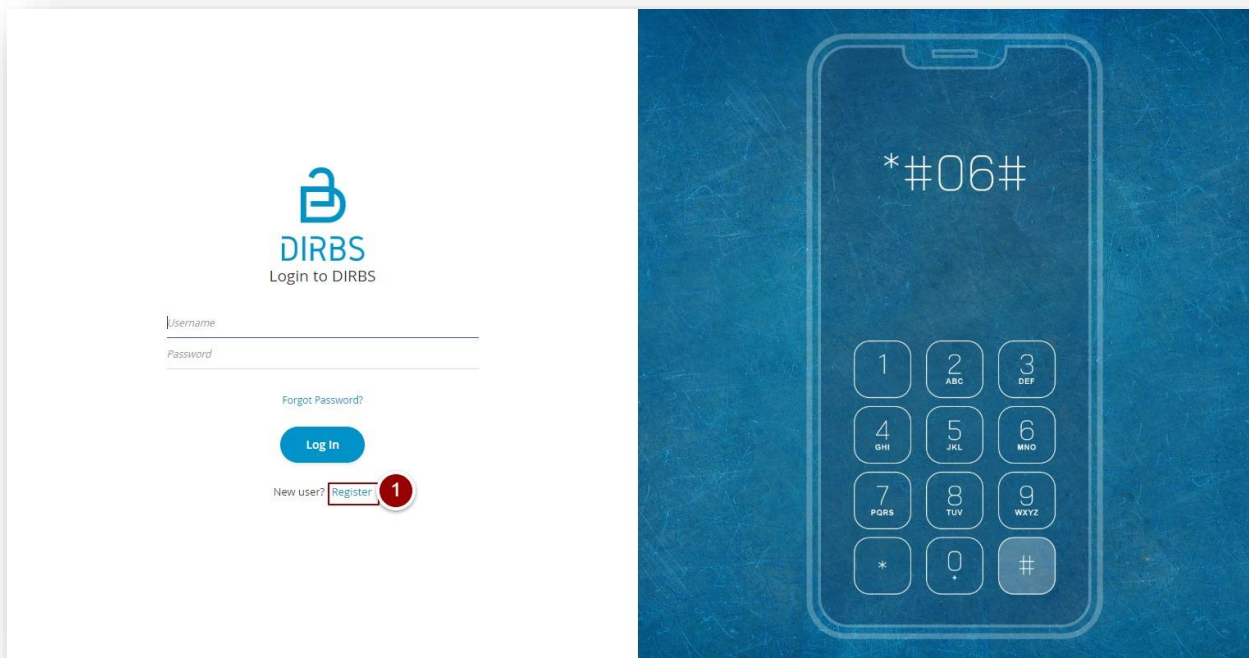 DIRBS
Login to DIRBS
Username
Password
Forgot Password?
Log In
New user? Register 1
*#06#
1 2 3
ABC DEF
4 5 6
GHI JKL MNO
7 8 9
PQRS TUV WXYZ
* 0 #
+